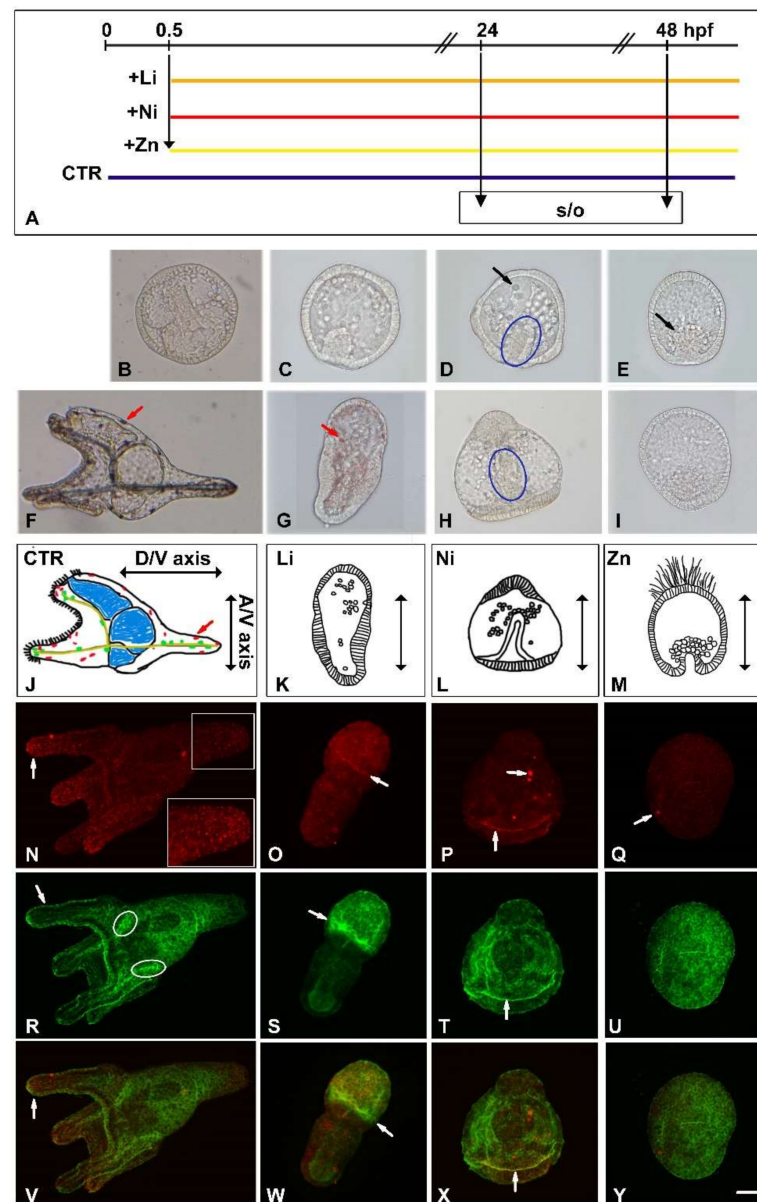 0 0.5 24 48 hpf
+Li
+Ni
+Zn
CTR
s/o
A
B C D E
F G H I
CTR D/V axis Li Ni Zn
A/V axis
J K L M
N O P Q
R S T U
V W X Y